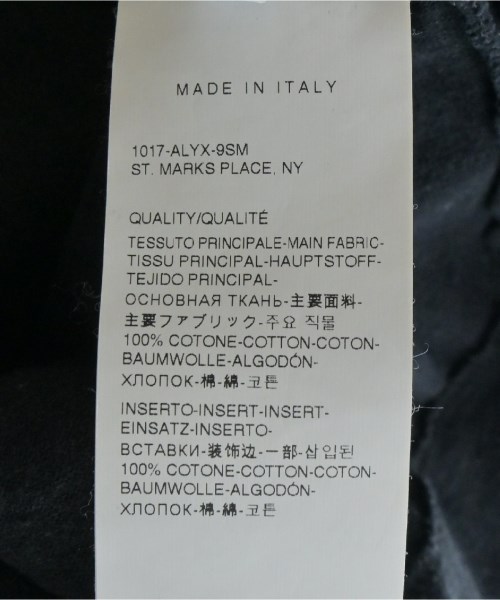 MADE IN ITALY
1017-ALYX-9SM
ST. MARKS PLACE, NY
QUALITY/QUALITÉ
TESSUTO PRINCIPALE-MAIN FABRIC-
TISSU PRINCIPAL-HAUPTSTOFF-
TEJIDO PRINCIPAL-
ОСНОВНАЯ ТКАНЬ-主要面料-
主要ファブリック-주요 직물
100% COTONE-COTTON-COTON-
BAUMWOLLE-ALGODÓN-
ХЛОПОК-棉-綿-코튼
INSERTO-INSERT-INSERT-
EINSATZ-INSERTO-
ВСТАВКИ-装饰边-一部-삽입된
100% COTONE-COTTON-COTON-
BAUMWOLLE-ALGODÓN-
ХЛОПОК-棉-綿-코튼